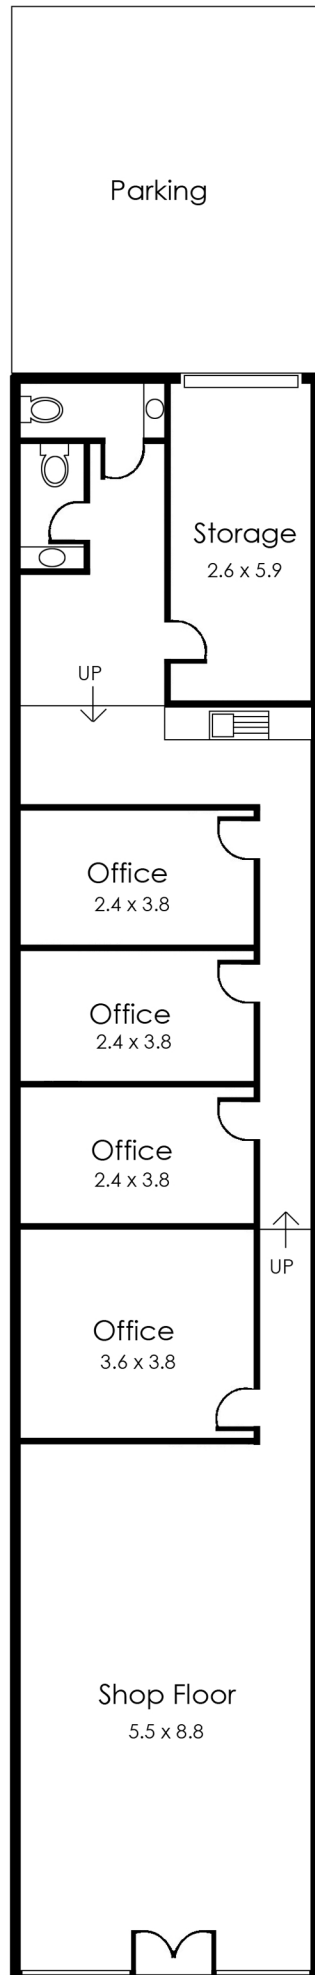 Parking
Storage
2.6 x 5.9
UP
Office
2.4 x 3.8
Office
2.4 x 3.8
Office
2.4 x 3.8
UP
Office
3.6 x 3.8
Shop Floor
5.5 x 8.8